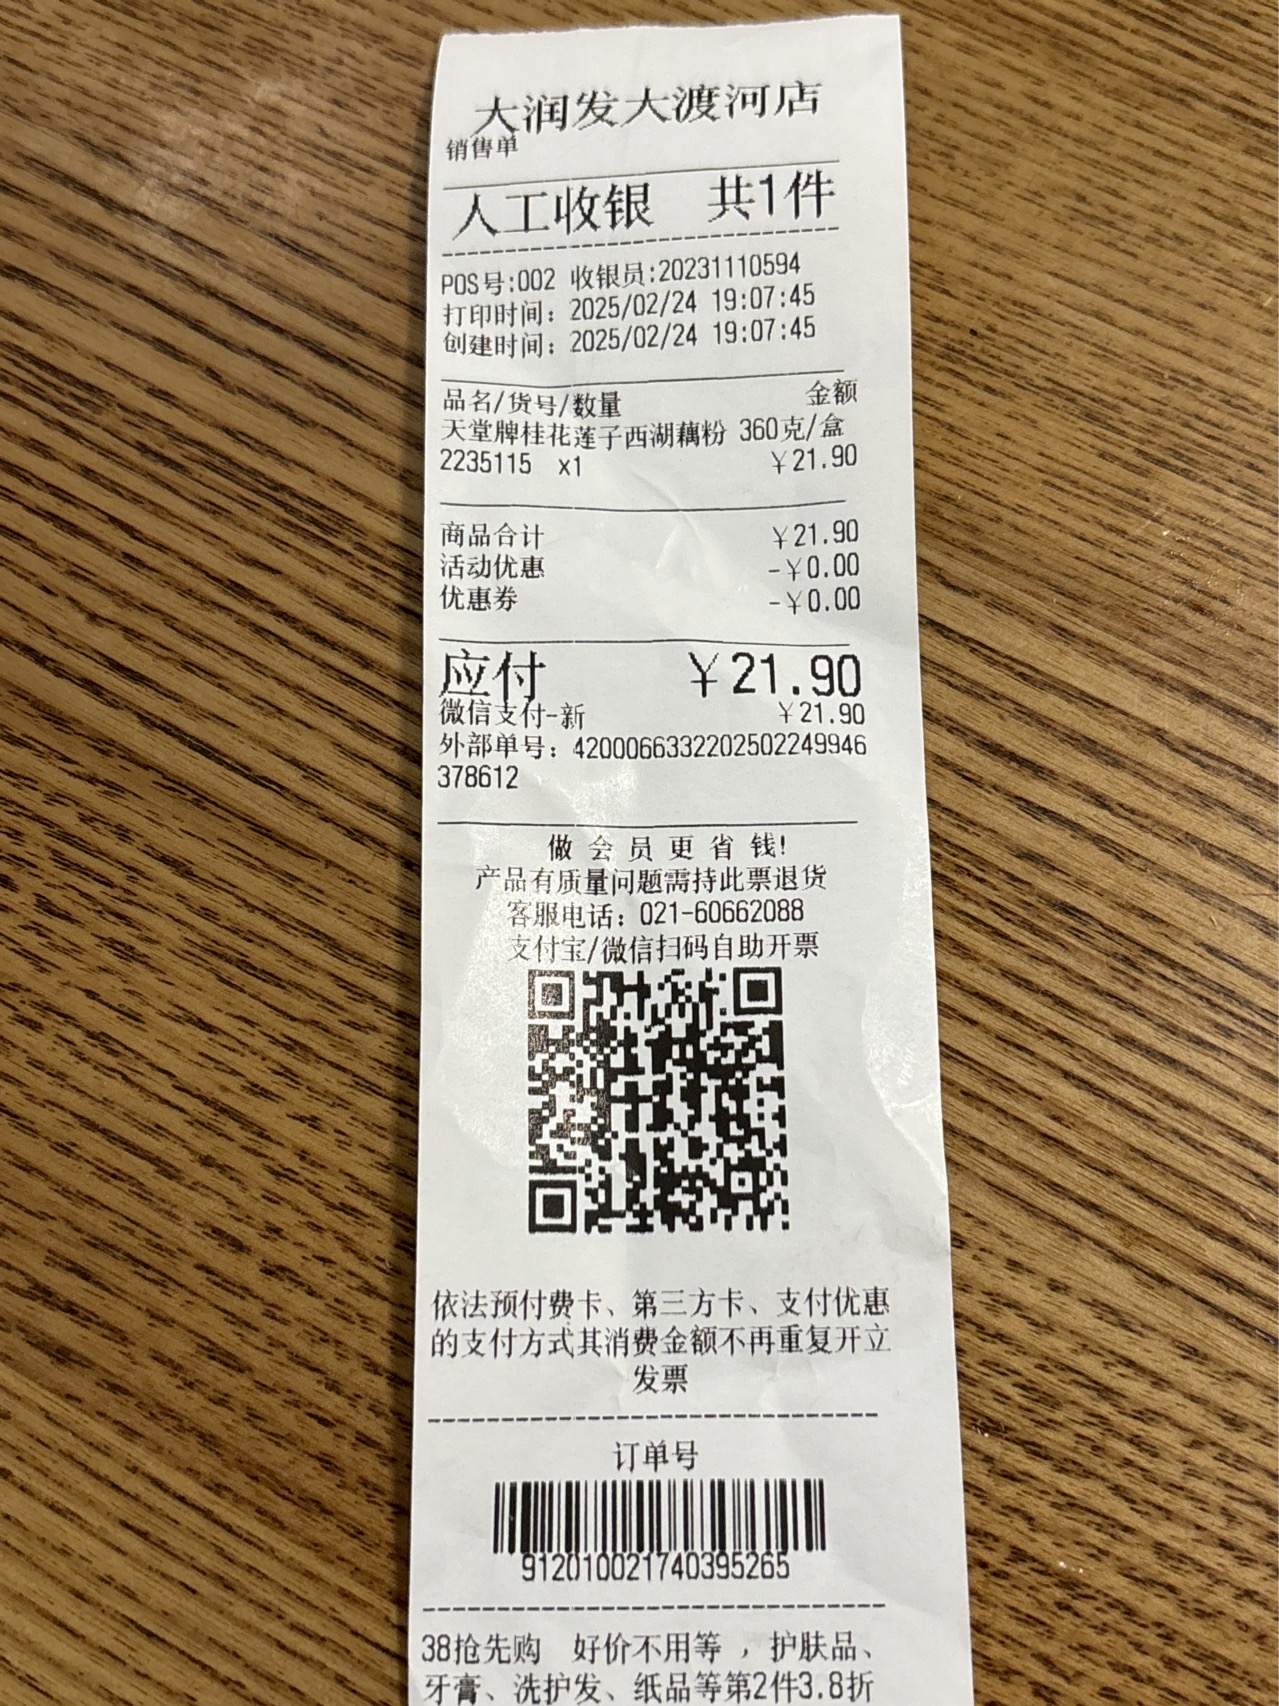 大润发大渡河店
销售单
人工收银 共1件
POS号:002 收银员:20231110594
打印时间: 2025/02/24 19:07:45
创建时间: 2025/02/24 19:07:45
品名/货号/数量 金额
天堂牌桂花莲子西湖藕粉 360克/盒
2235115 x1 ￥21.90
商品合计 ￥21.90
活动优惠 -￥0.00
优惠券 -￥0.00
应付 ￥21.90
微信支付-新 ￥21.90
外部单号: 4200066332202502249946
378612
做会员更省钱!
产品有质量问题需持此票退货
客服电话: 021-60662088
支付宝/微信扫码自助开票
依法预付费卡、第三方卡、支付优惠
的支付方式其消费金额不再重复开立
发票
订单号
9120100217403952​65
38抢先购 好价不用等 , 护肤品、
牙膏、洗护发、纸品等第2件3.8折